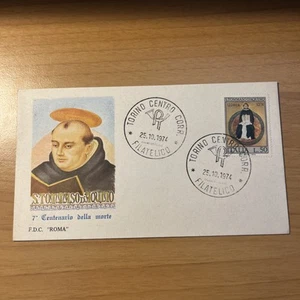 S. TOMMASO D'AQUINO
7° Centenario della morte
F.D.C. "ROMA"
TORINO CENTRO CORR.
25.10.1974
FILATELICO
TORINO CENTRO CORR.
25.10.1974
FILATELICO
L.50